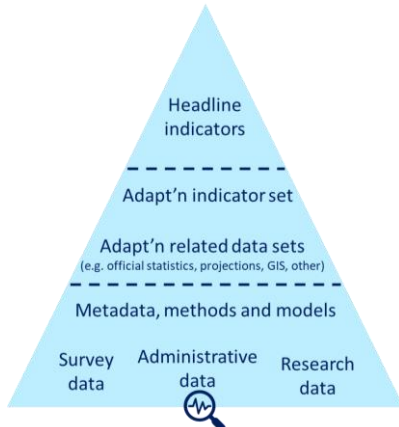 Headline
indicators
Adapt'n indicator set
Adapt'n related data sets
(e.g. official statistics, projections, GIS, other)
Metadata, methods and models
Survey
data
Administrative
data
Research
data